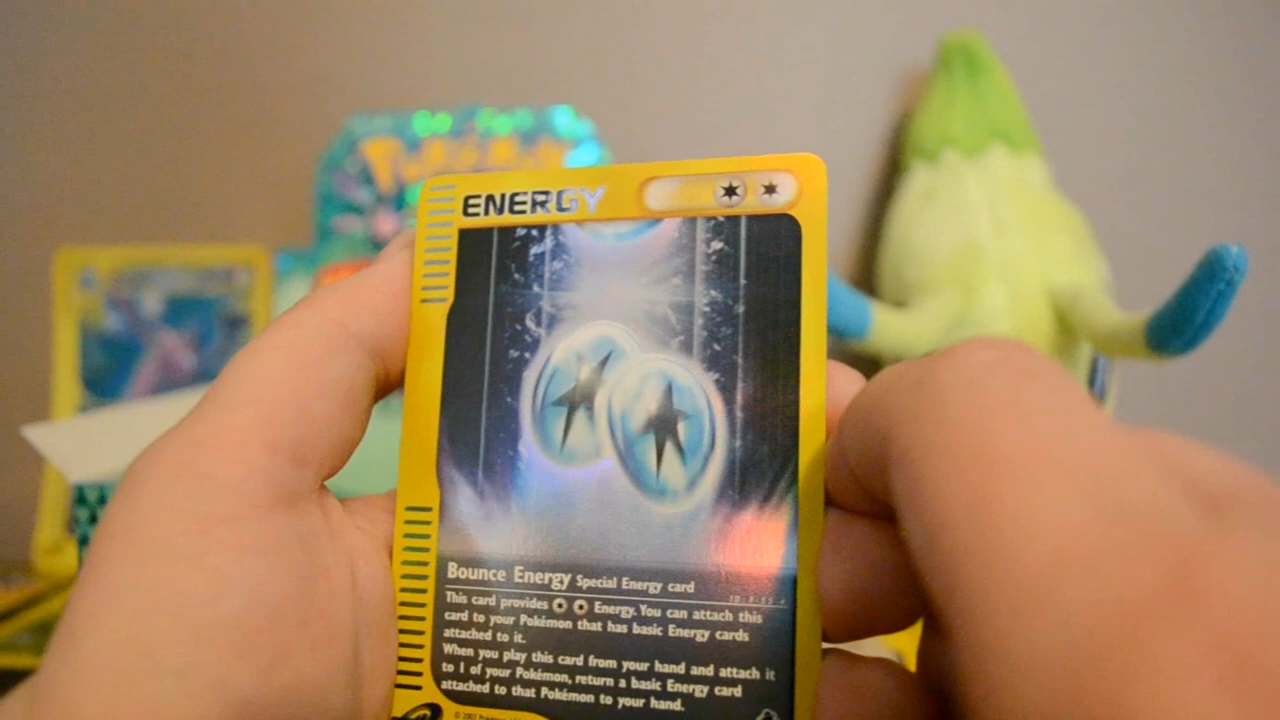 Pokémon
ENERGY
Bounce Energy Special Energy card
This card provides Energy. You can attach this
card to your Pokémon that has basic Energy cards
attached to it.
When you play this card from your hand and attach it
to 1 of your Pokémon, return a basic Energy card
attached to that Pokémon to your hand.